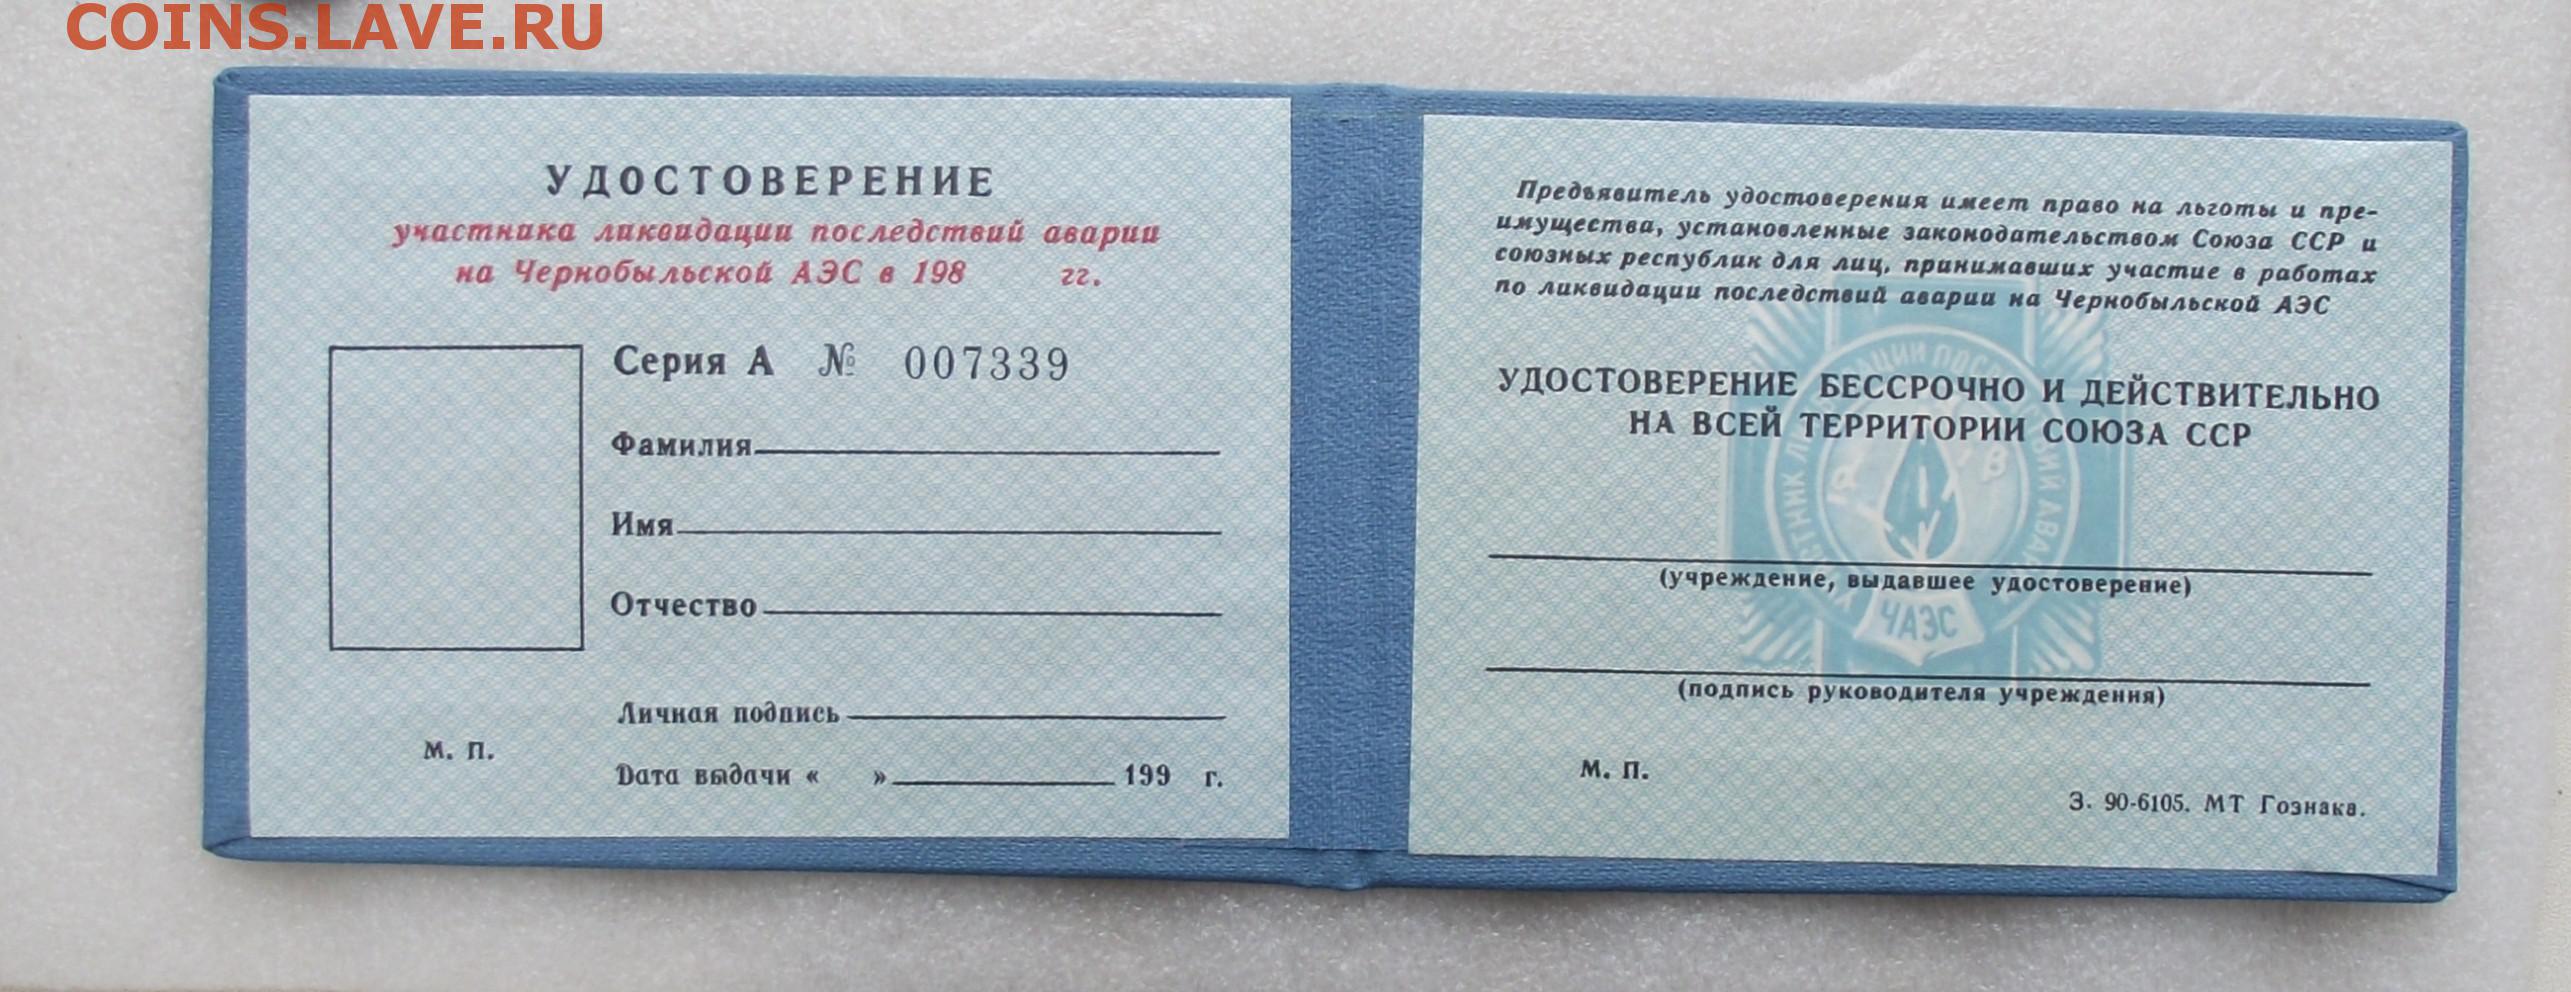 COINS.LAVE.RU
УДОСТОВЕРЕНИЕ
участника ликвидации последствий аварии
на Чернобыльской АЭС в 198 гг.
Серия А № 007339
Фамилия
Имя
Отчество
Личная подпись
М. П.
Дата выдачи « » 199 г.
Предъявитель удостоверения имеет право на льготы и пре-
имущества, установленные законодательством Союза ССР и
союзных республик для лиц, принимавших участие в работах
по ликвидации последствий аварии на Чернобыльской АЭС
УДОСТОВЕРЕНИЕ БЕССРОЧНО И ДЕЙСТВИТЕЛЬНО
НА ВСЕЙ ТЕРРИТОРИИ СОЮЗА ССР
(учреждение, выдавшее удостоверение)
ЧАЭС
(подпись руководителя учреждения)
М. П.
З. 90-6105. МТ Гознака.